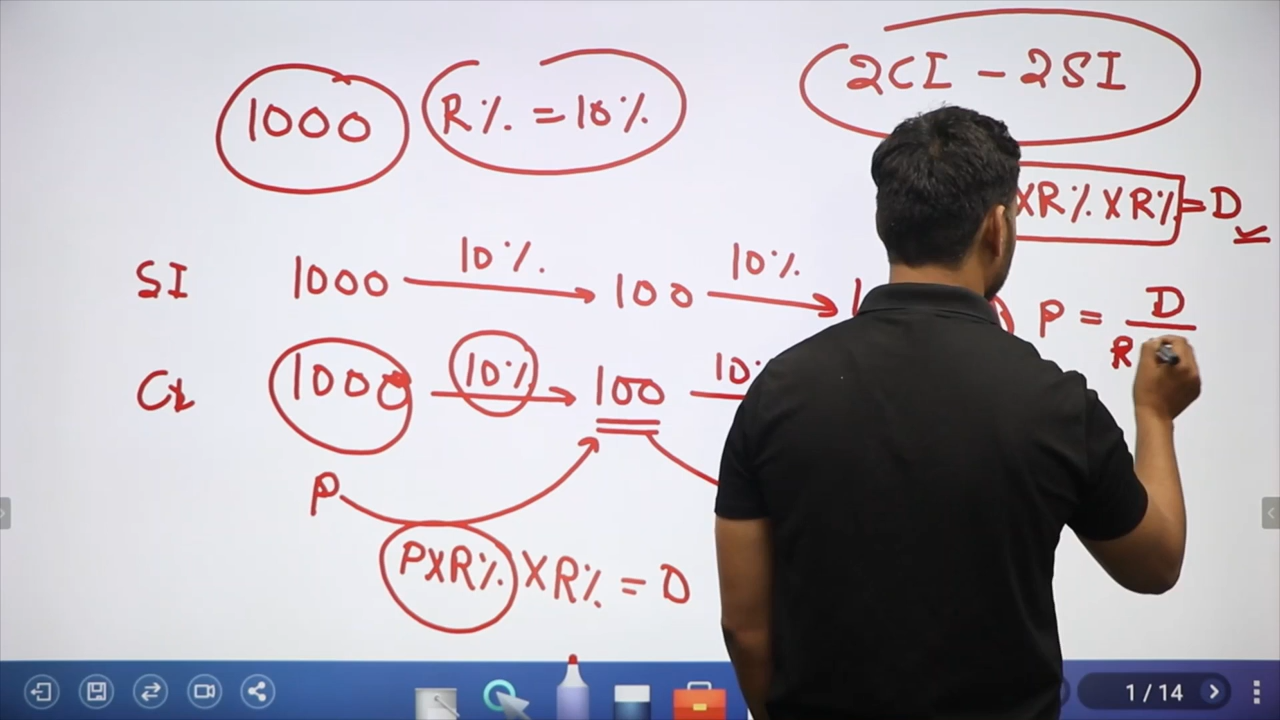 1000 R% = 10% 2CI - 2SI
XR% XR% = D
SI 1000 10% 100 10%
P = D
R
CI 1000 10% 100 10%
P
PXR% XR% = D
1 / 14